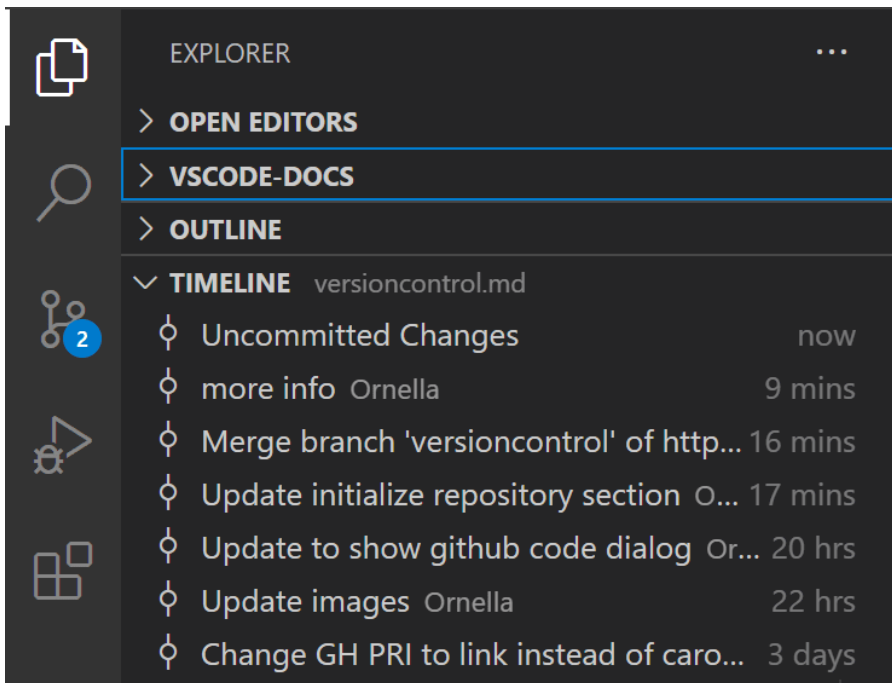 EXPLORER ...
OPEN EDITORS
VSCODE-DOCS
OUTLINE
TIMELINE versioncontrol.md
Uncommitted Changes now
more info Ornella 9 mins
Merge branch 'versioncontrol' of http... 16 mins
Update initialize repository section O... 17 mins
Update to show github code dialog Or... 20 hrs
Update images Ornella 22 hrs
Change GH PRI to link instead of caro... 3 days
2